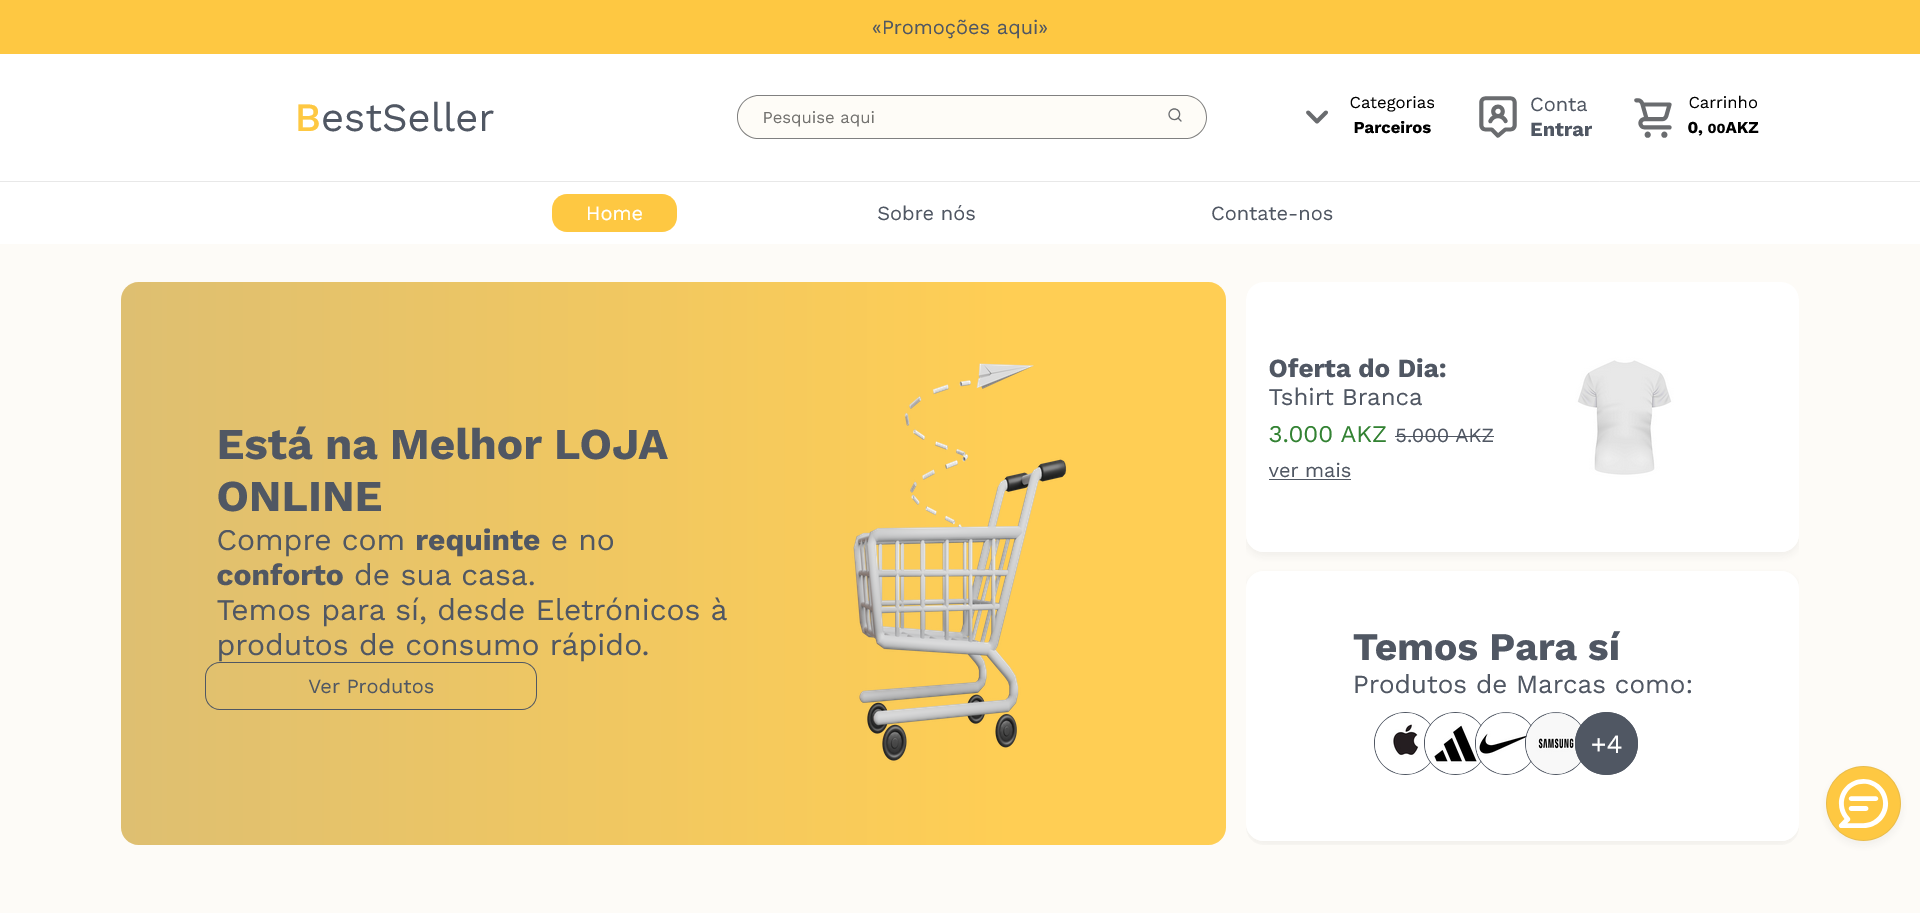 «Promoções aqui»
BestSeller
Pesquise aqui
Categorias
Parceiros
Conta
Entrar
Carrinho
0, 00AKZ
Home
Sobre nós
Contate-nos
Está na Melhor LOJA
ONLINE
Compre com requinte e no
conforto de sua casa.
Temos para sí, desde Eletrónicos à
produtos de consumo rápido.
Ver Produtos
Oferta do Dia:
Tshirt Branca
3.000 AKZ 5.000 AKZ
ver mais
Temos Para sí
Produtos de Marcas como:
SAMSUNG
+4